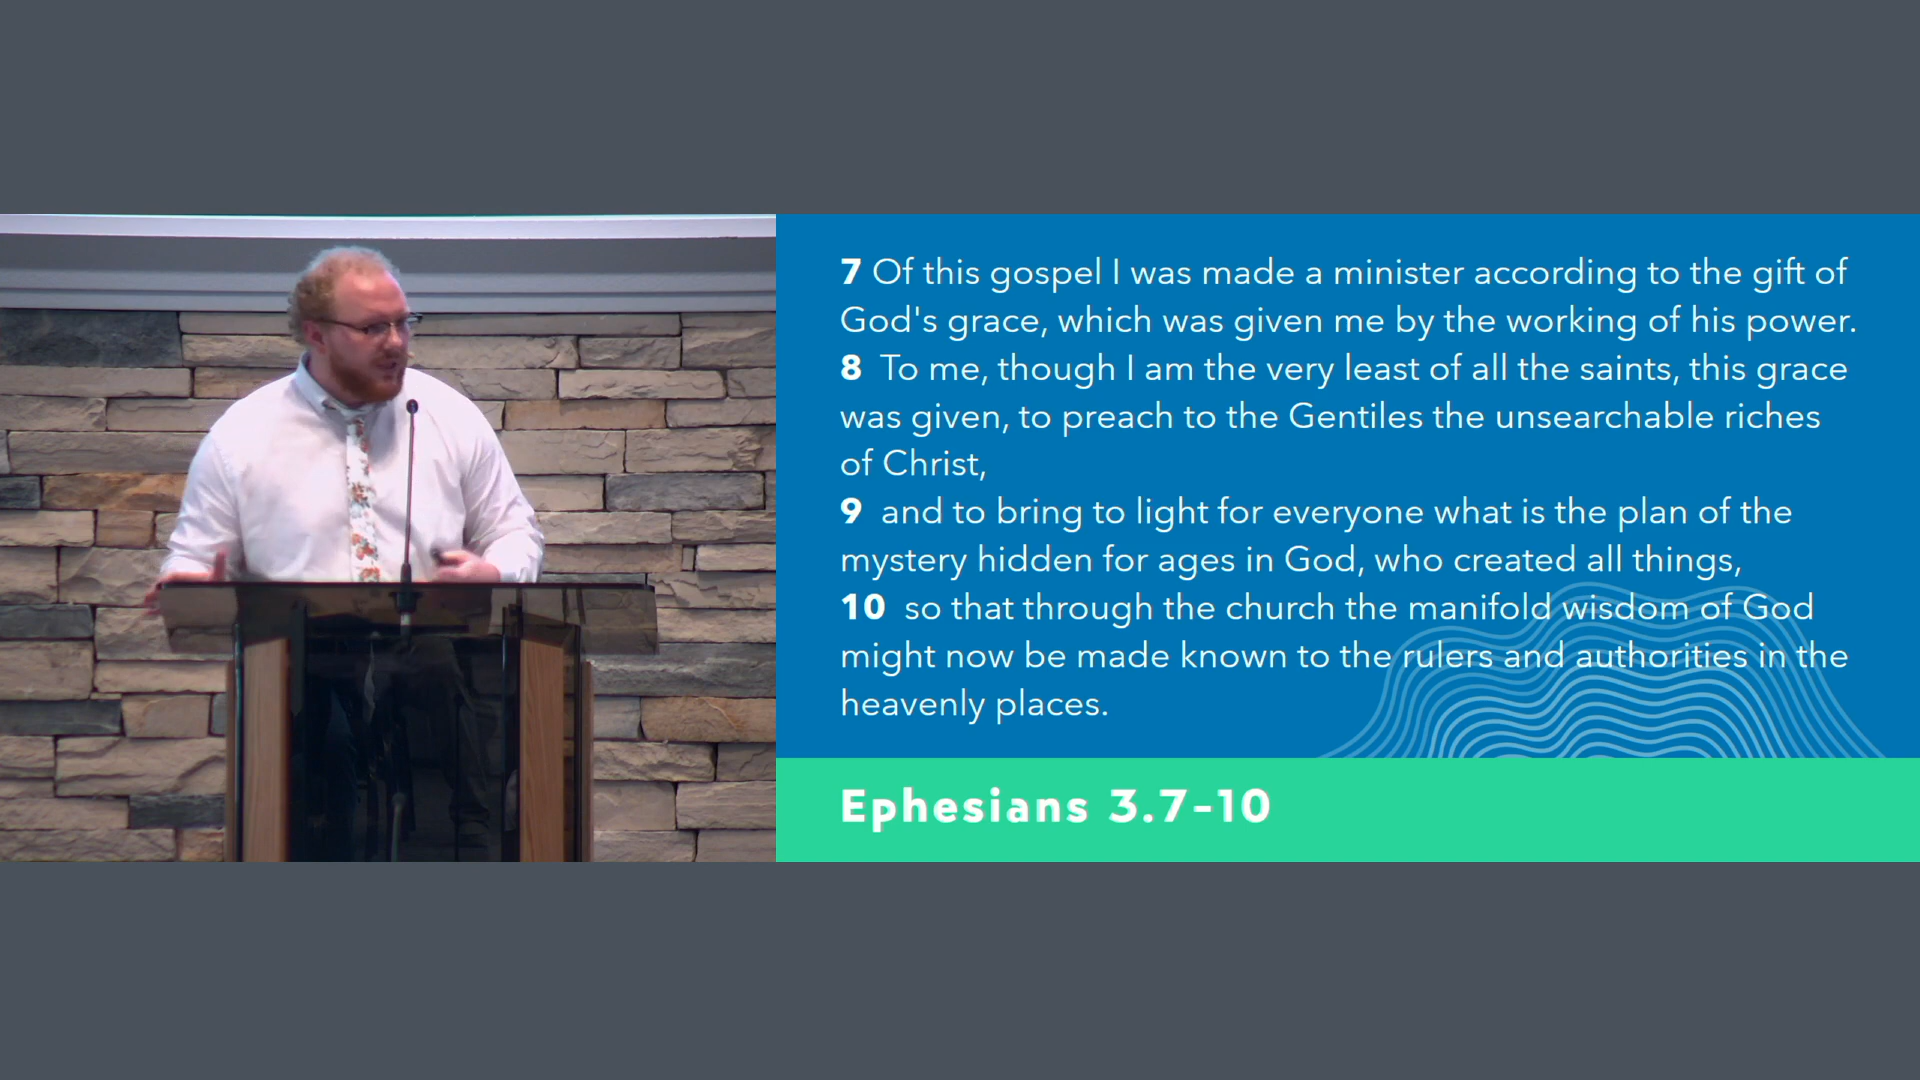 7 Of this gospel I was made a minister according to the gift of
God's grace, which was given me by the working of his power.
8 To me, though I am the very least of all the saints, this grace
was given, to preach to the Gentiles the unsearchable riches
of Christ,
9 and to bring to light for everyone what is the plan of the
mystery hidden for ages in God, who created all things,
10 so that through the church the manifold wisdom of God
might now be made known to the rulers and authorities in the
heavenly places.
Ephesians 3.7-10